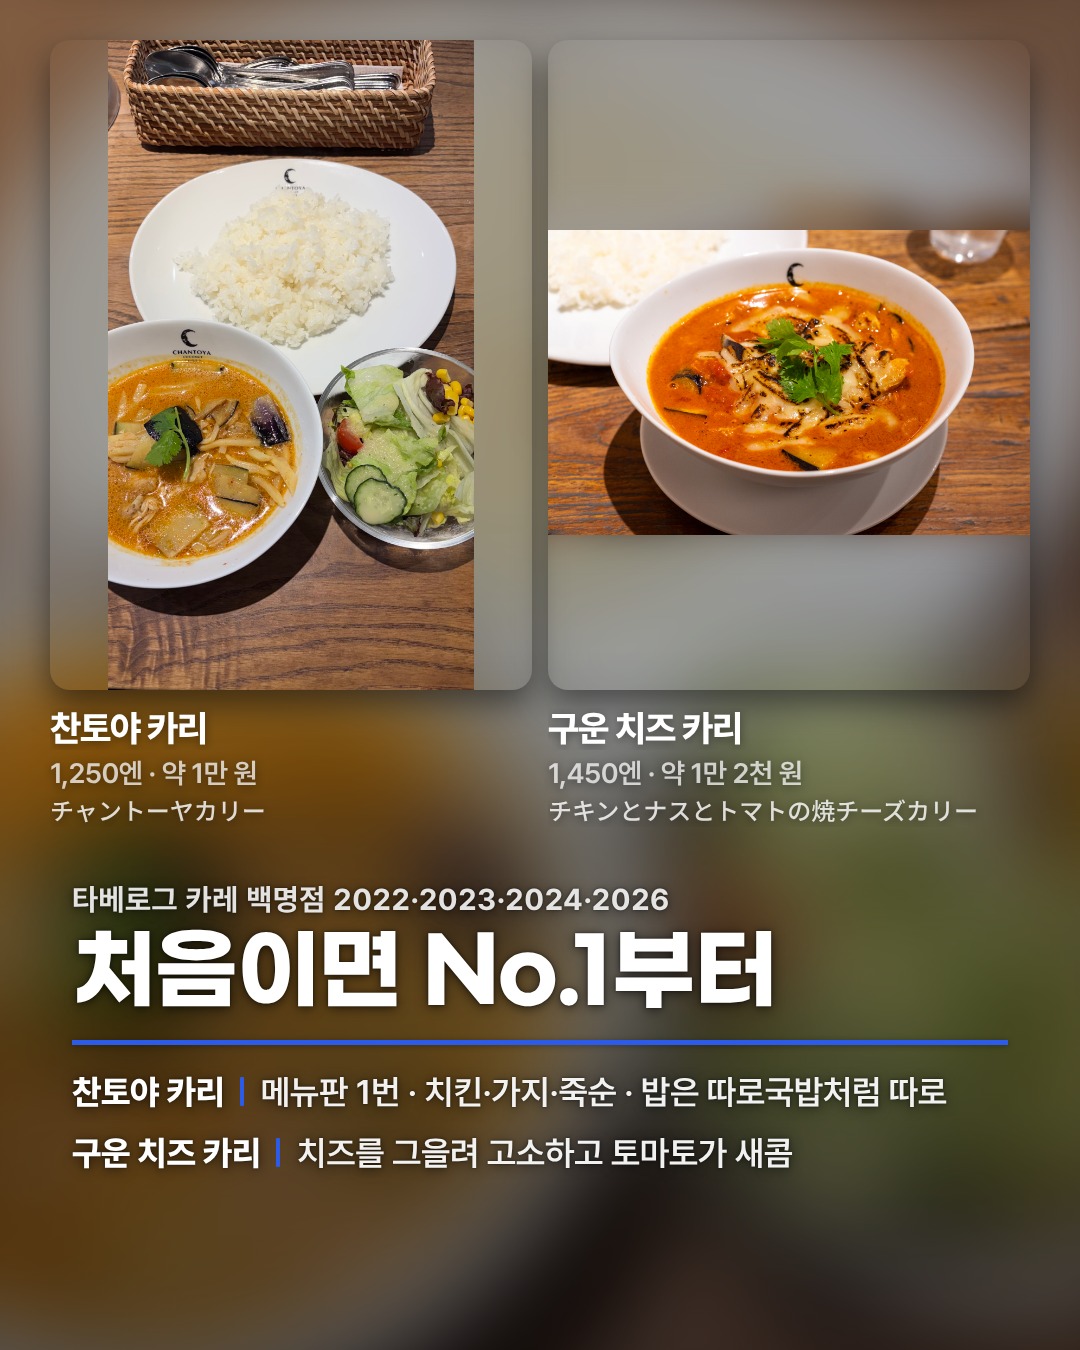 CHANTOYA
CHANTOYA
찬토야 카리
1,250엔 · 약 1만 원
チャントーヤカリー
구운 치즈 카리
1,450엔 · 약 1만 2천 원
チキンとナスとトマトの焼チーズカリー
타베로그 카레 백명점 2022·2023·2024·2026
처음이면 No.1부터
찬토야 카리 | 메뉴판 1번 · 치킨·가지·죽순 · 밥은 따로국밥처럼 따로
구운 치즈 카리 | 치즈를 그을려 고소하고 토마토가 새콤